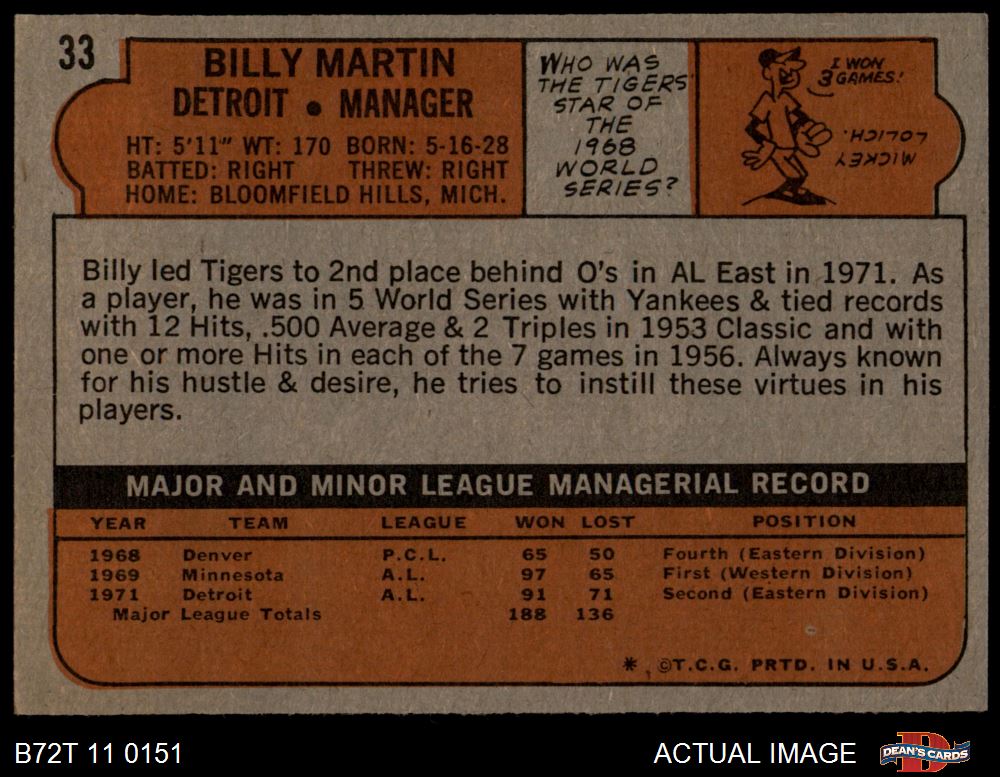 33
BILLY MARTIN
DETROIT • MANAGER
HT: 5'11" WT: 170 BORN: 5-16-28
BATTED: RIGHT THREW: RIGHT
HOME: BLOOMFIELD HILLS, MICH.
WHO WAS
THE TIGERS'
STAR OF
THE
1968
WORLD
SERIES?
I WON
3 GAMES!
MICKEY
LOLICH.
Billy led Tigers to 2nd place behind O's in AL East in 1971. As
a player, he was in 5 World Series with Yankees & tied records
with 12 Hits, .500 Average & 2 Triples in 1953 Classic and with
one or more Hits in each of the 7 games in 1956. Always known
for his hustle & desire, he tries to instill these virtues in his
players.
MAJOR AND MINOR LEAGUE MANAGERIAL RECORD
YEAR TEAM LEAGUE WON LOST POSITION
1968 Denver P.C.L. 65 50 Fourth (Eastern Division)
1969 Minnesota A.L. 97 65 First (Western Division)
1971 Detroit A.L. 91 71 Second (Eastern Division)
Major League Totals 188 136
* ©T.C.G. PRTD. IN U.S.A.
B72T 11 0151 ACTUAL IMAGE
D
DEAN'S CARDS